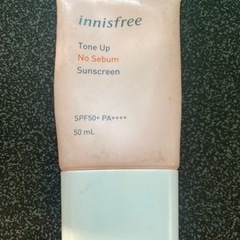 innisfree
Tone Up
No Sebum
Sunscreen
SPF50+ PA++++
50 mL